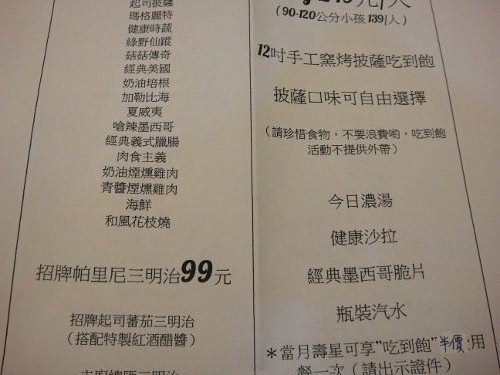 起司披薩
瑪格麗特
健康時蔬
綠野仙蹤
菇菇傳奇
經典美國
奶油培根
加勒比海
夏威夷
嗆辣墨西哥
經典義式臘腸
肉食主義
奶油煙燻雞肉
青醬煙燻雞肉
海鮮
和風花枝燒
招牌帕里尼三明治99元
招牌起司蕃茄三明治
(搭配特製紅酒醋醬)
元/人
(90-120公分小孩139/人)
12吋手工窯烤披薩吃到飽
披薩口味可自由選擇
(請珍惜食物，不要浪費喲，吃到飽
活動不提供外帶)
今日濃湯
健康沙拉
經典墨西哥脆片
瓶裝汽水
*當月壽星可享"吃到飽"半價;用
餐一次(請出示證件)